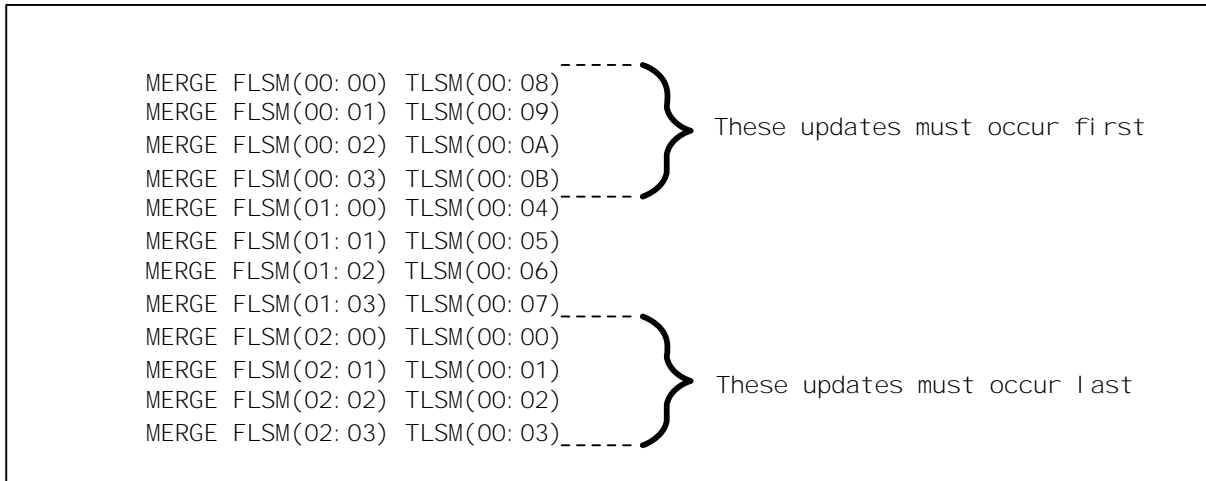 MERGE FLSM(00:00) TLSM(00:08)
MERGE FLSM(00:01) TLSM(00:09)
MERGE FLSM(00:02) TLSM(00:0A)
MERGE FLSM(00:03) TLSM(00:0B)
These updates must occur first
MERGE FLSM(01:00) TLSM(00:04)
MERGE FLSM(01:01) TLSM(00:05)
MERGE FLSM(01:02) TLSM(00:06)
MERGE FLSM(01:03) TLSM(00:07)
MERGE FLSM(02:00) TLSM(00:00)
MERGE FLSM(02:01) TLSM(00:01)
MERGE FLSM(02:02) TLSM(00:02)
MERGE FLSM(02:03) TLSM(00:03)
These updates must occur last